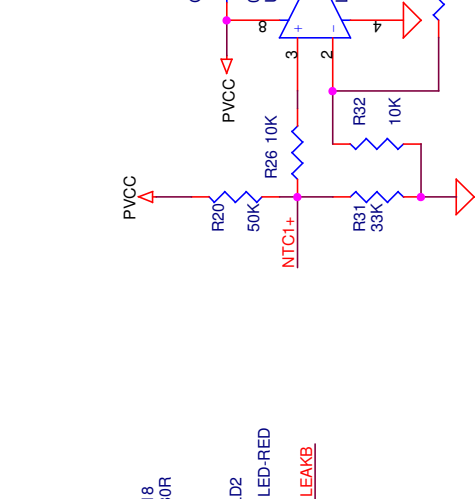 8
4
+
-
3
2
PVCC
R26 10K
R32
10K
PVCC
R20
50K
NTC1+
R31
33K
LED-RED
LEAKB